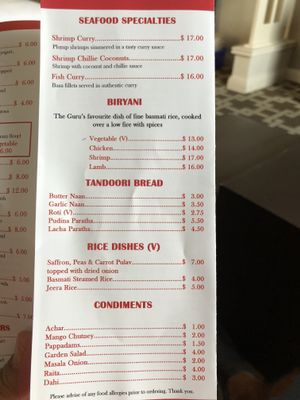 SEAFOOD SPECIALTIES
Shrimp Curry $ 17.00
Plump shrimps simmered in a tasty curry sauce
Shrimp Chillie Coconuts $ 17.00
Shrimp with coconut and chillie sauce
Fish Curry $ 16.00
Basa fillets served in authentic curry
BIRYANI
The Guru's favourite dish of fine basmati rice, cooked
over a low fire with spices
Vegetable (V) $ 13.00
Chicken $ 14.00
Shrimp $ 17.00
Lamb $ 16.00
TANDOORI BREAD
Butter Naan $ 3.00
Garlic Naan $ 3.50
Roti (V) $ 2.75
Pudina Paratha $ 5.50
Lacha Paratha $ 4.50
RICE DISHES (V)
Saffron, Peas & Carrot Pulav $ 7.00
topped with dried onion
Basmati Steamed Rice $ 4.00
Jeera Rice $ 5.00
CONDIMENTS
Achar $ 1.00
Mango Chutney $ 2.00
Pappadams $ 1.50
Garden Salad $ 4.00
Masala Onion $ 2.00
Raita $ 4.00
Dahi $ 3.00
Please advise of any food allergies prior to ordering. Thank you.